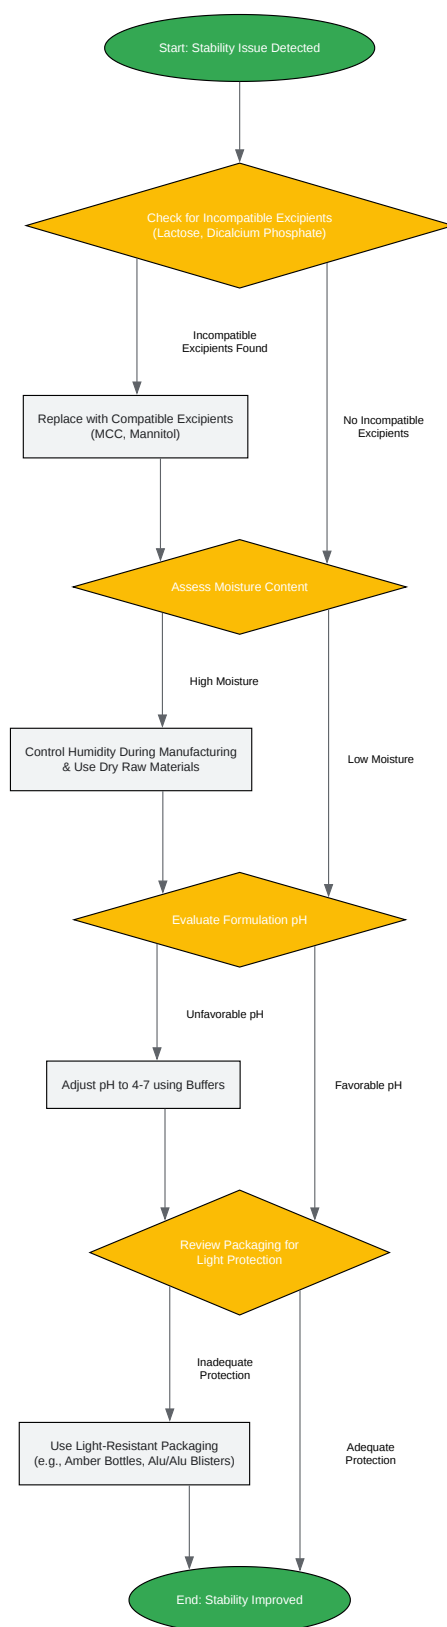 Start: Stability Issue Detected
Check for Incompatible Excipients
(Lactose, Dicalcium Phosphate)
Incompatible
Excipients Found
Replace with Compatible Excipients
(MCC, Mannitol)
No Incompatible
Excipients
Assess Moisture Content
High Moisture
Control Humidity During Manufacturing
& Use Dry Raw Materials
Low Moisture
Evaluate Formulation pH
Unfavorable pH
Adjust pH to 4-7 using Buffers
Favorable pH
Review Packaging for
Light Protection
Inadequate
Protection
Use Light-Resistant Packaging
(e.g., Amber Bottles, Alu/Alu Blisters)
Adequate
Protection
End: Stability Improved